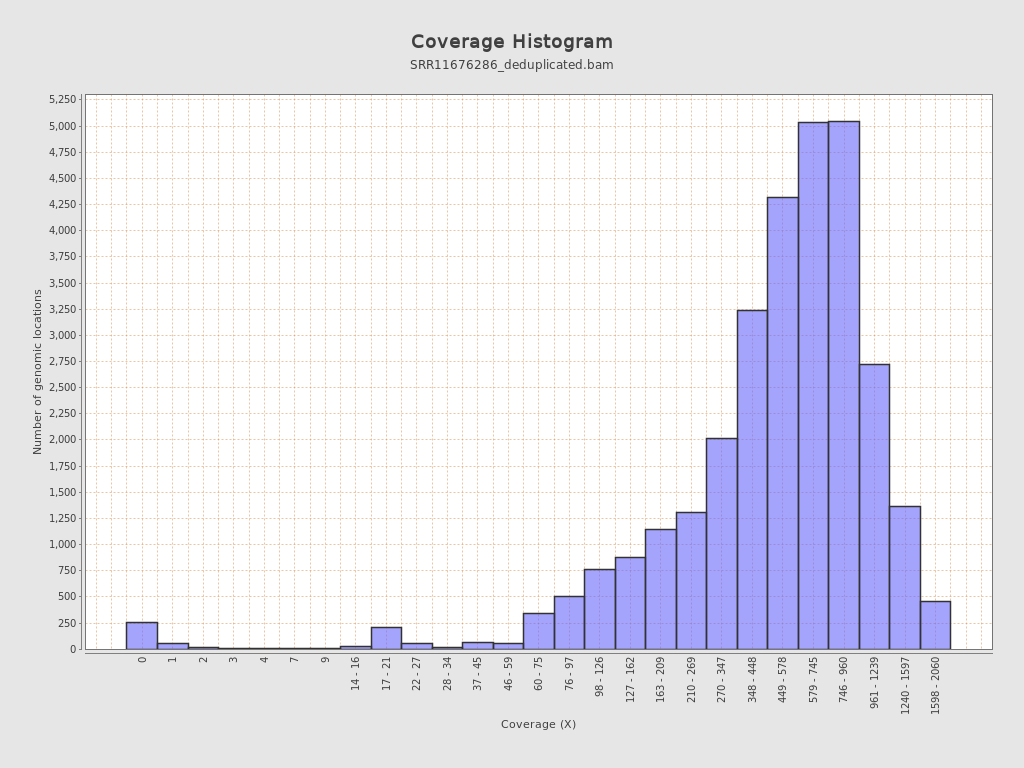 Coverage Histogram
SRR11676286_deduplicated.bam
5,250
5,000
4,750
4,500
4,250
4,000
3,750
3,500
3,250
3,000
2,750
2,500
2,250
2,000
1,750
1,500
1,250
1,000
750
500
250
0
Number of genomic locations
0
1
2
3
4
7
9
14 - 16
17 - 21
22 - 27
28 - 34
37 - 45
46 - 59
60 - 75
76 - 97
98 - 126
127 - 162
163 - 209
210 - 269
270 - 347
348 - 448
449 - 578
579 - 745
746 - 960
961 - 1239
1240 - 1597
1598 - 2060
Coverage (X)